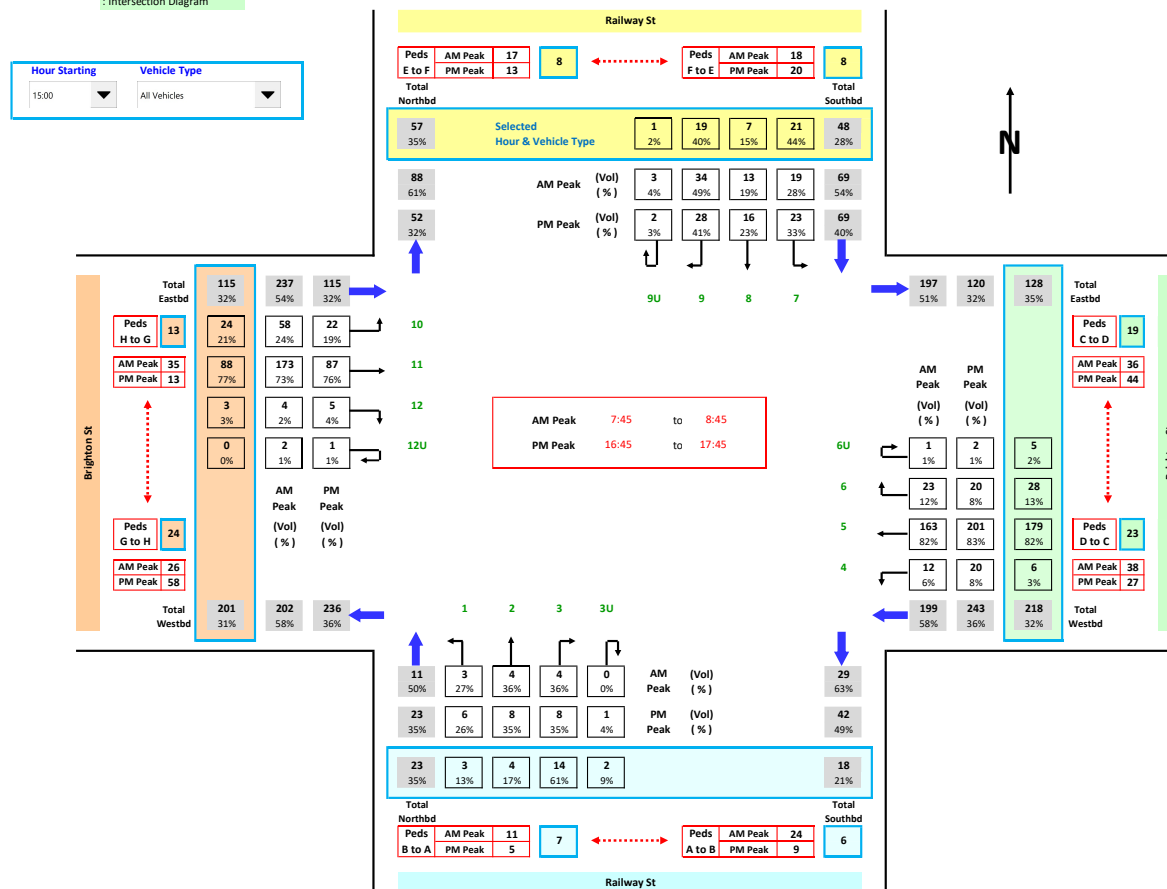 : Intersection Diagram
Railway St
Hour Starting Vehicle Type
15:00 All Vehicles
Peds AM Peak 17 8 Peds AM Peak 18 8
E to F PM Peak 13 F to E PM Peak 20
Total Total
Northbd Southbd
57 Selected 1 19 7 21 48
35% Hour & Vehicle Type 2% 40% 15% 44% 28%
N
88 AM Peak (Vol) 3 34 13 19 69
61% ( % ) 4% 49% 19% 28% 54%
52 PM Peak (Vol) 2 28 16 23 69
32% ( % ) 3% 41% 23% 33% 40%
9U 9 8 7
Total 115 237 115 197 120 128 Total
Eastbd 32% 54% 32% 51% 32% 35% Eastbd
Peds 13 24 58 22 10 Peds 19
H to G 21% 24% 19% C to D
AM Peak 35 88 173 87 11 AM Peak 36
PM Peak 13 77% 73% 76% PM Peak 44
AM PM
Peak Peak
(Vol) (Vol)
( % ) ( % )
3 4 5 12
3% 2% 4%
AM Peak 7:45 to 8:45
PM Peak 16:45 to 17:45
0 2 1 12U 6U 1 2 5
0% 1% 1% 1% 1% 2%
Brighton St
AM PM
Peak Peak
(Vol) (Vol)
( % ) ( % )
6 23 20 28
12% 8% 13%
Peds 24 5 163 201 179 Peds 23
G to H 82% 83% 82% D to C
AM Peak 26 4 12 20 6 AM Peak 38
PM Peak 58 6% 8% 3% PM Peak 27
Total 201 202 236 199 243 218 Total
Westbd 31% 58% 36% 58% 36% 32% Westbd
1 2 3 3U
11 3 4 4 0 AM (Vol) 29
50% 27% 36% 36% 0% Peak ( % ) 63%
23 6 8 8 1 PM (Vol) 42
35% 26% 35% 35% 4% Peak ( % ) 49%
23 3 4 14 2 18
35% 13% 17% 61% 9% 21%
Total Total
Northbd Southbd
Peds AM Peak 11 7 Peds AM Peak 24 6
B to A PM Peak 5 A to B PM Peak 9
Railway St